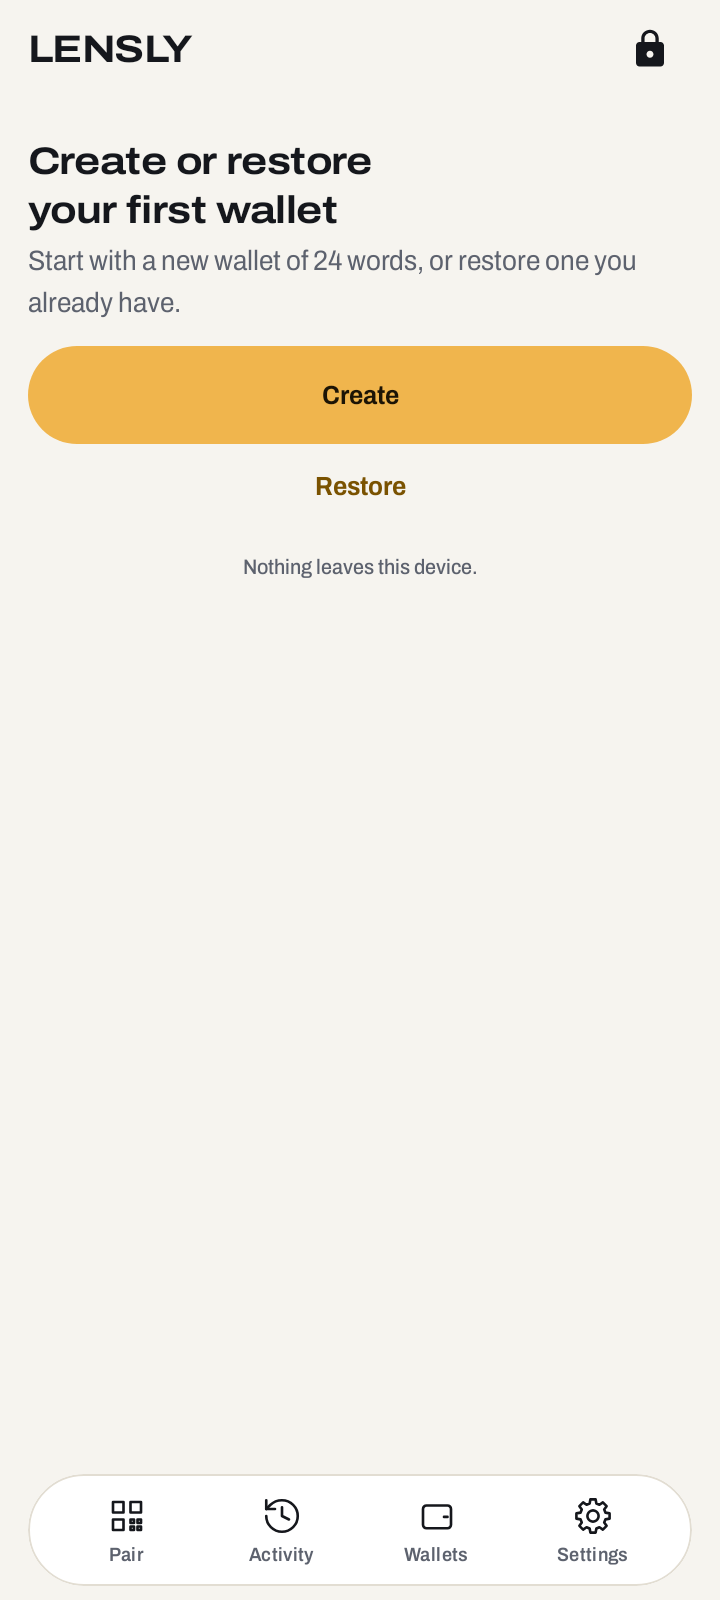 LENSLY
Create or restore
your first wallet
Start with a new wallet of 24 words, or restore one you
already have.
Create
Restore
Nothing leaves this device.
Pair
Activity
Wallets
Settings